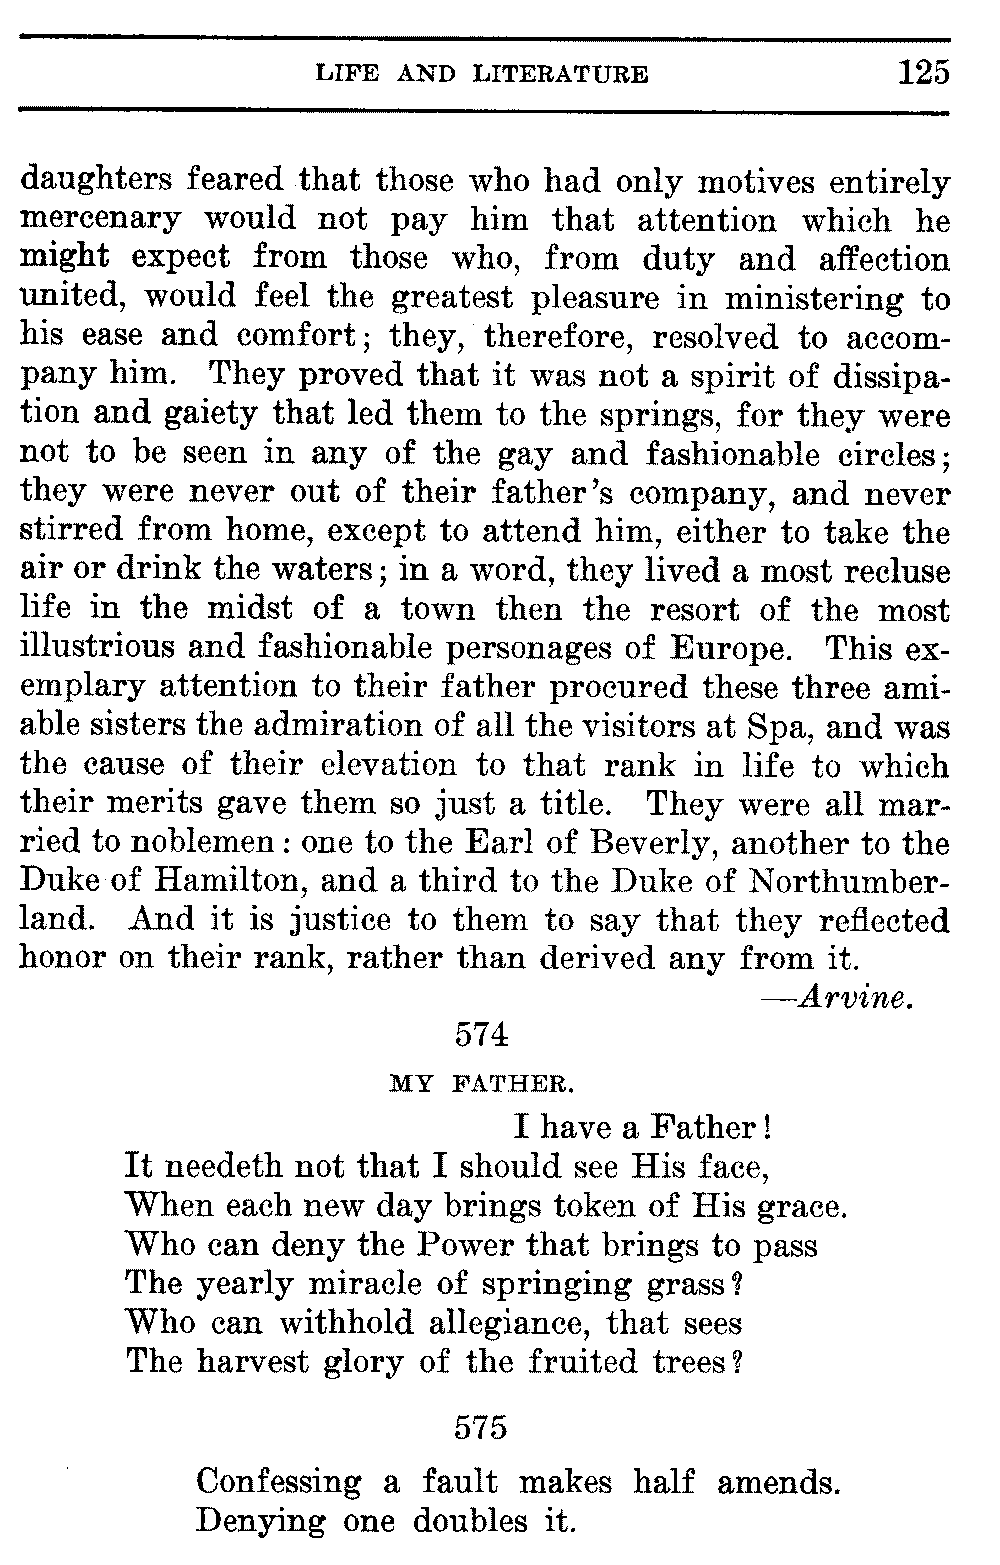 LIFE AND LITERATURE 125
daughters feared that those who had only motives entirely
mercenary would not pay him that attention which he
might expect from those who, from duty and affection
united, would feel the greatest pleasure in ministering to
his ease and comfort; they, therefore, resolved to accom-
pany him. They proved that it was not a spirit of dissipa-
tion and gaiety that led them to the springs, for they were
not to be seen in any of the gay and fashionable circles;
they were never out of their father's company, and never
stirred from home, except to attend him, either to take the
air or drink the waters; in a word, they lived a most recluse
life in the midst of a town then the resort of the most
illustrious and fashionable personages of Europe. This ex-
emplary attention to their father procured these three ami-
able sisters the admiration of all the visitors at Spa, and was
the cause of their elevation to that rank in life to which
their merits gave them so just a title. They were all mar-
ried to noblemen: one to the Earl of Beverly, another to the
Duke of Hamilton, and a third to the Duke of Northumber-
land. And it is justice to them to say that they reflected
honor on their rank, rather than derived any from it.
—Arvine.
574
MY FATHER.
I have a Father!
It needeth not that I should see His face,
When each new day brings token of His grace.
Who can deny the Power that brings to pass
The yearly miracle of springing grass?
Who can withhold allegiance, that sees
The harvest glory of the fruited trees?
575
Confessing a fault makes half amends.
Denying one doubles it.